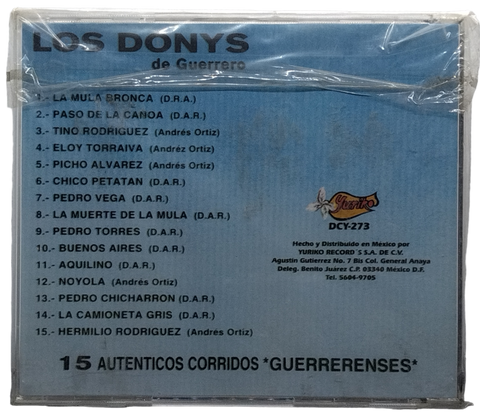 LOS DONYS
de Guerrero
1.- LA MULA BRONCA (D.R.A.)
2.- PASO DE LA CANOA (D.A.R.)
3.- TINO RODRIGUEZ (Andrés Ortiz)
4.- ELOY TORRAIVA (Andréz Ortiz)
5.- PICHO ALVAREZ (Andrés Ortiz)
6.- CHICO PETATAN (D.A.R.)
7.- PEDRO VEGA (D.A.R.)
8.- LA MUERTE DE LA MULA (D.A.R.)
9.- PEDRO TORRES (D.A.R.)
10.- BUENOS AIRES (D.A.R.)
11.- AQUILINO (D.A.R.)
12.- NOYOLA (Andrés Ortiz)
13.- PEDRO CHICHARRON (D.A.R.)
14.- LA CAMIONETA GRIS (D.A.R.)
15.- HERMILIO RODRIGUEZ (Andrés Ortíz)
Yuriko
DCY-273
Hecho y Distribuido en México por
YURIKO RECORD´S S.A. DE C.V.
Agustin Gutierrez No. 7 Bis Col. General Anaya
Deleg. Benito Juarez C.P. 03340 México D.F.
Tel. 5604-9705
15 AUTENTICOS CORRIDOS *GUERRERENSES*